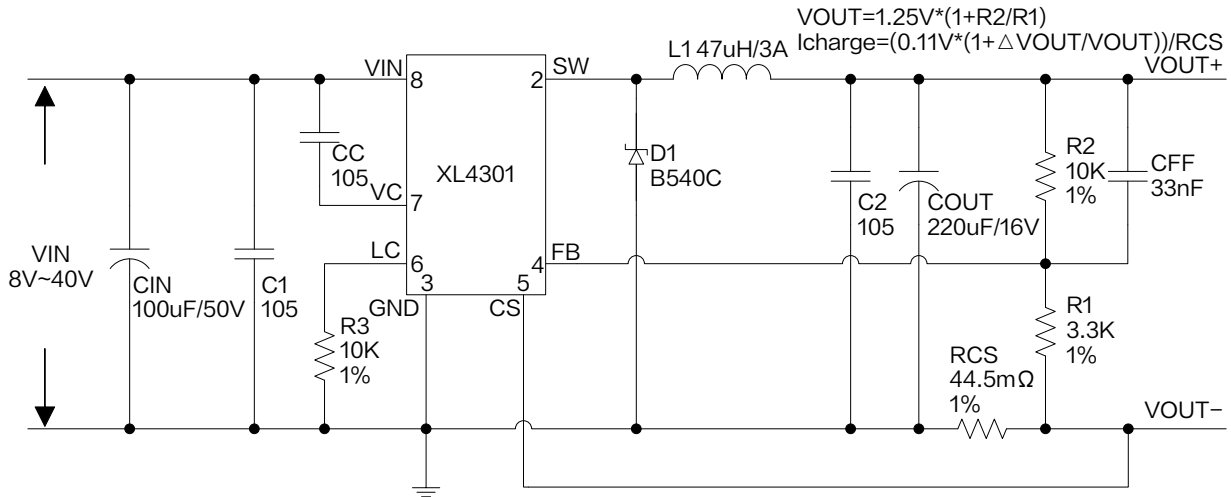 VOUT=1.25V*(1+R2/R1)
Icharge=(0.11V*(1+△VOUT/VOUT))/RCS
L1 47uH/3A
VOUT+
VIN
8
2
SW
CC
105
XL4301
D1
B540C
R2
10K
1%
CFF
33nF
VC
7
C2
105
COUT
220uF/16V
VIN
8V~40V
LC
6
4
FB
3
5
GND
CS
CIN
100uF/50V
C1
105
R3
10K
1%
R1
3.3K
1%
RCS
44.5mΩ
1%
VOUT−